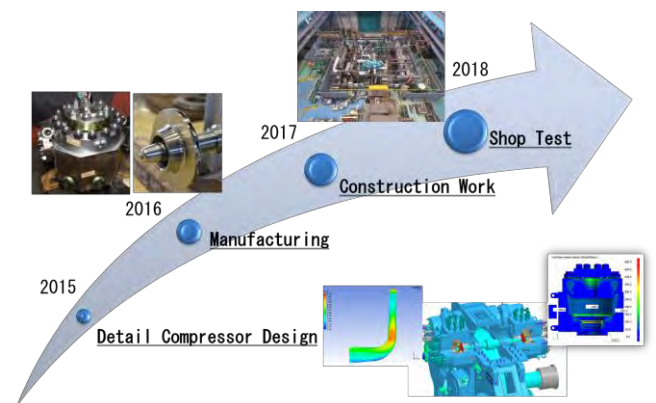 2018
Shop Test
2017
Construction Work
2016
Manufacturing
2015
Detail Compressor Design